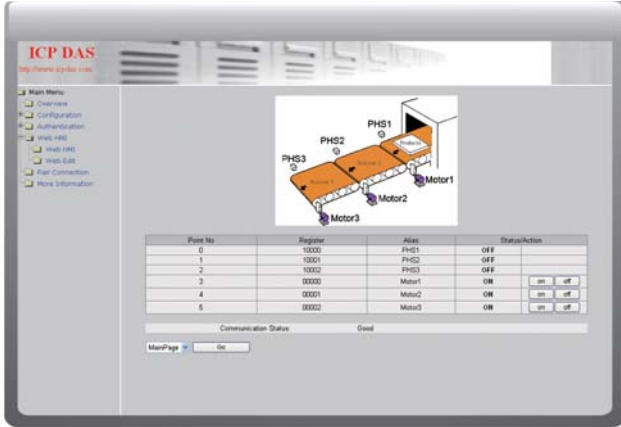 ICP DAS
http://www.icpdas.com
Main Menu
Overview
Configuration
Authentication
Web HMI
Web HMI
Web Edit
Pair Connection
More Information
PHS1
PHS2
PHS3
Products
Motor1
Motor2
Motor3
Point No Register Alias Status/Action
0 10000 PHS1 OFF
1 10001 PHS2 OFF
2 10002 PHS3 OFF
3 00000 Motor1 ON on off
4 00001 Motor2 ON on off
5 00002 Motor3 ON on off
Communication Status: Good
MainPage Go